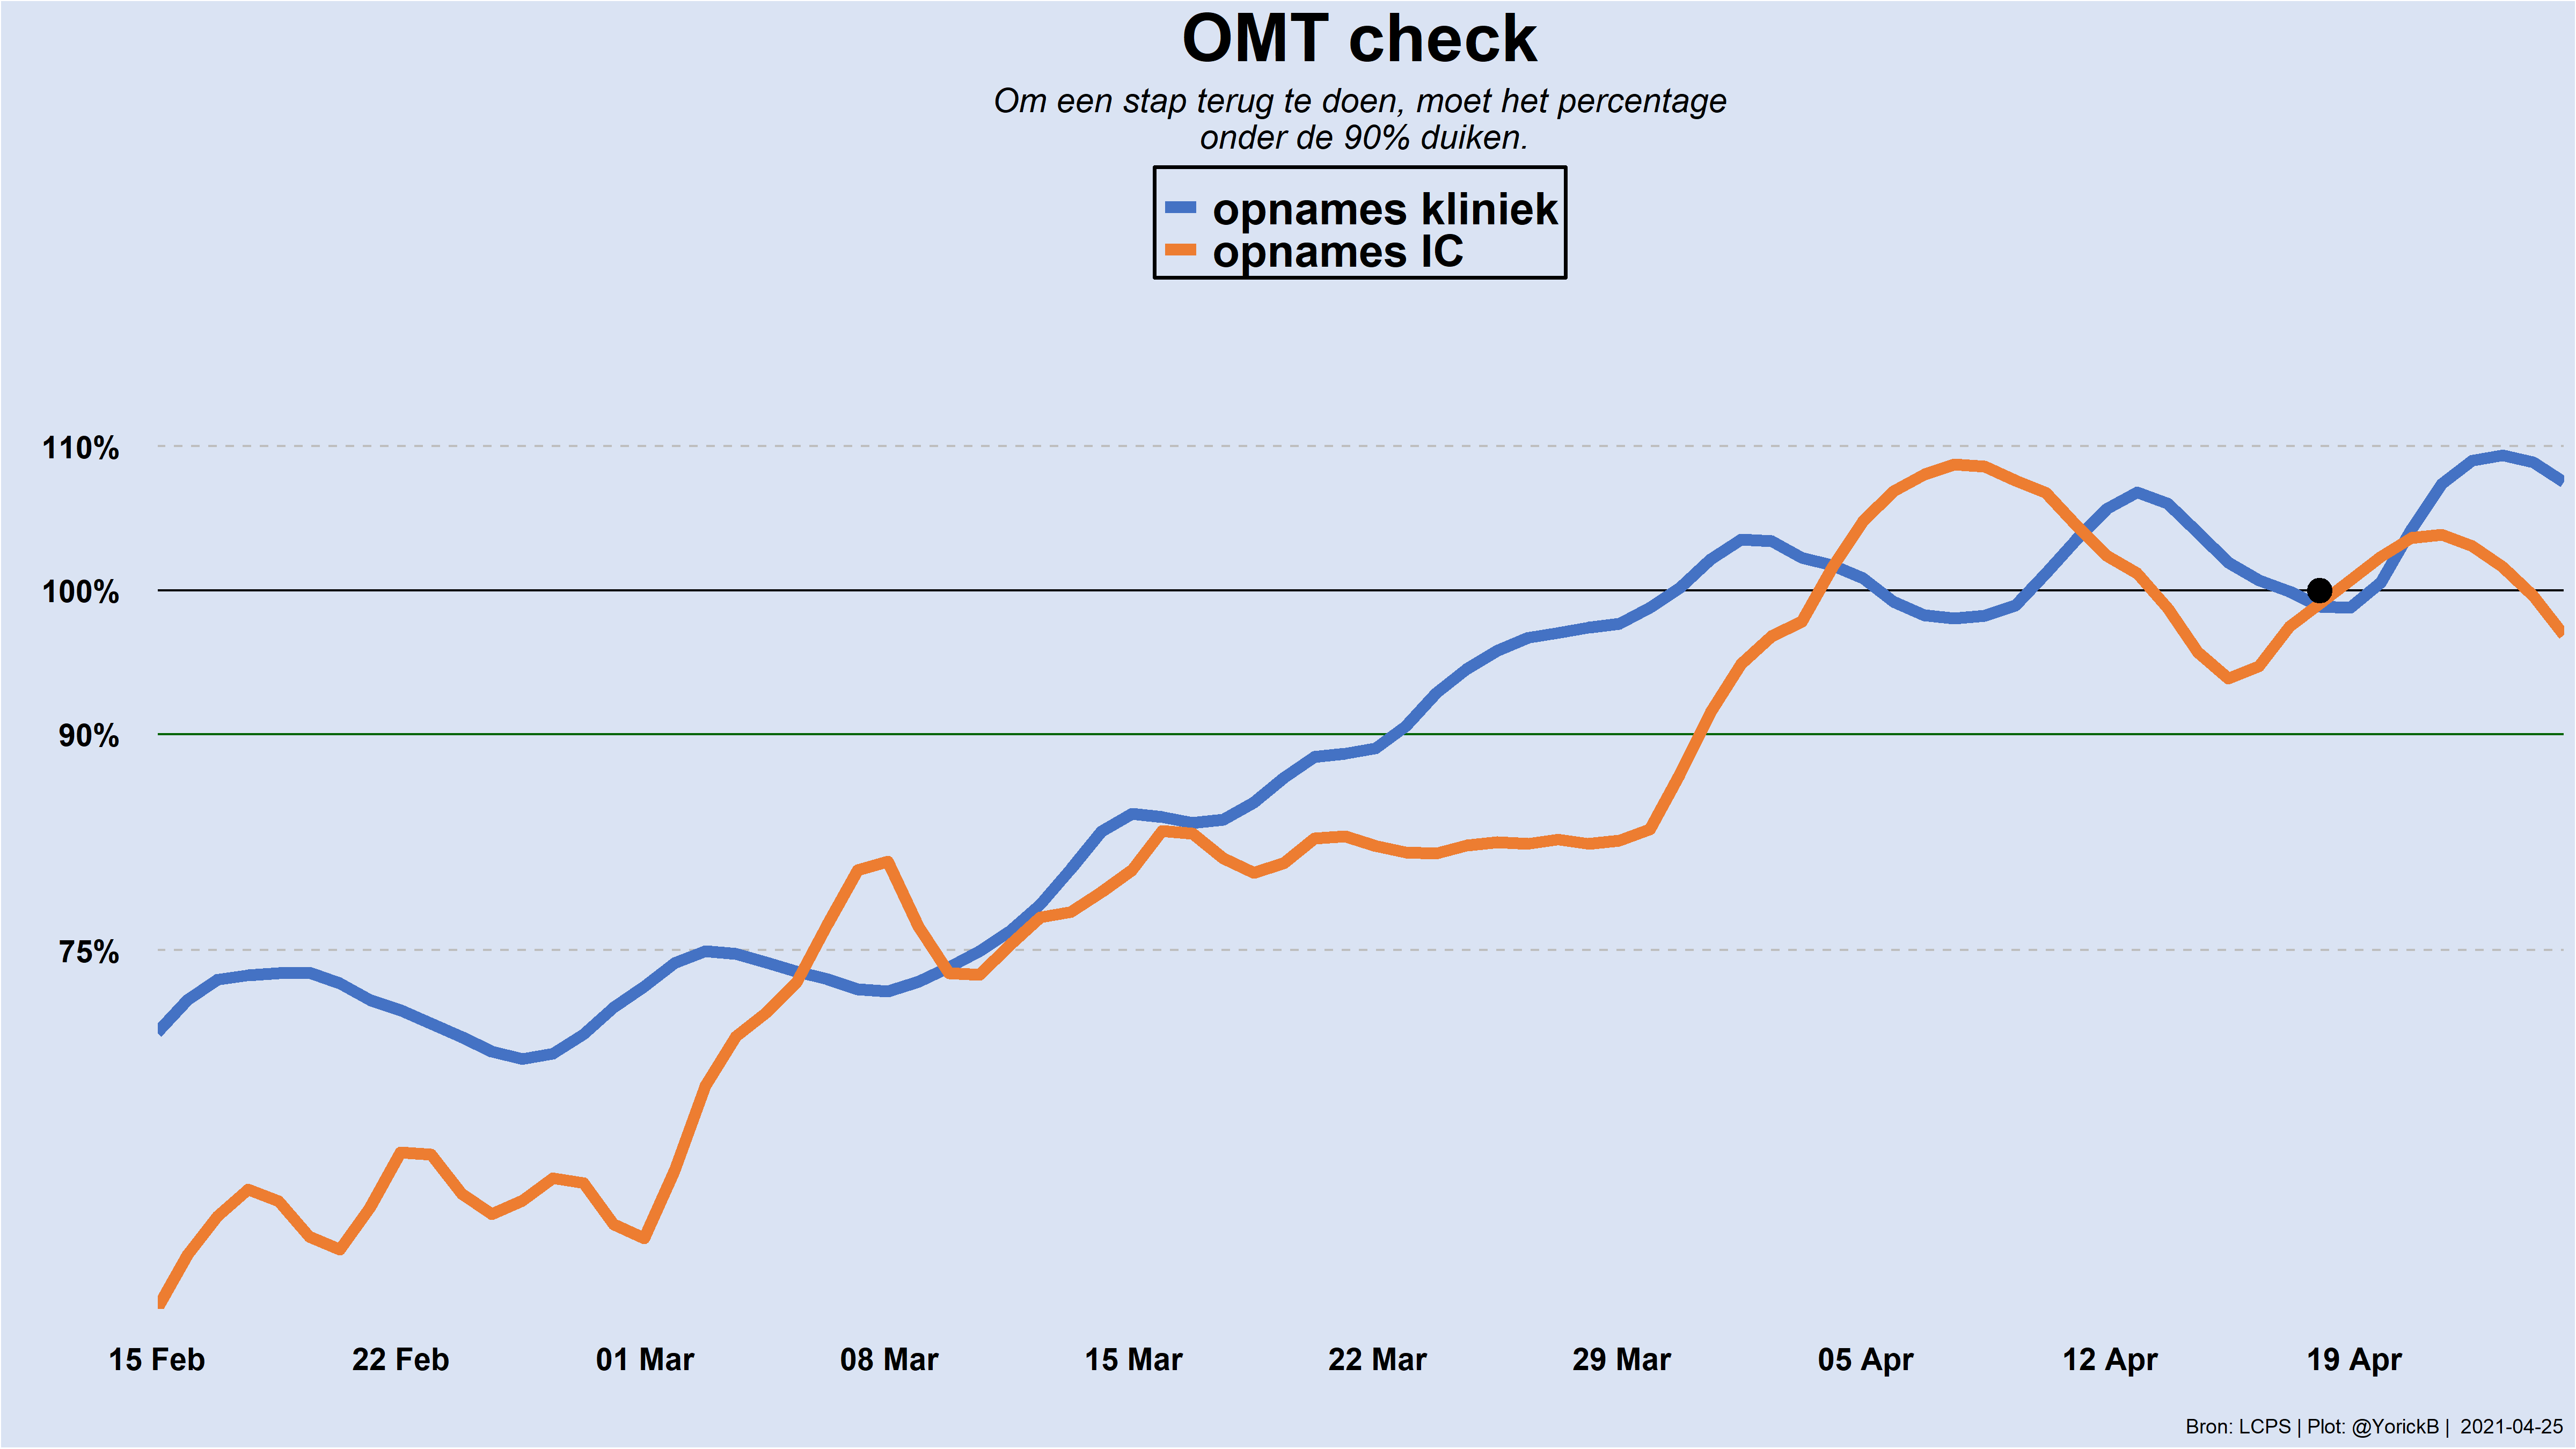 OMT check
Om een stap terug te doen, moet het percentage
onder de 90% duiken.
opnames kliniek
opnames IC
110%
100%
90%
75%
15 Feb
22 Feb
01 Mar
08 Mar
15 Mar
22 Mar
29 Mar
05 Apr
12 Apr
19 Apr
Bron: LCPS | Plot: @YorickB | 2021-04-25